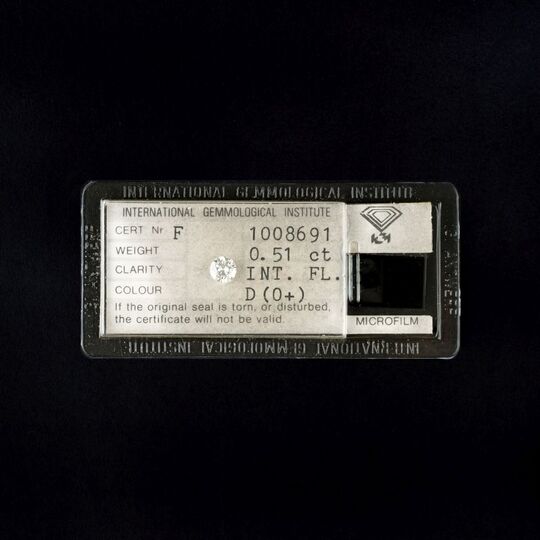 INTERNATIONAL GEMMOLOGICAL INSTITUTE
INTERNATIONAL GEMMOLOGICAL INSTITUTE
CERT Nr F 1008691
WEIGHT 0.51 ct
CLARITY INT. FL.
COLOUR D(0+)
If the original seal is torn, or disturbed,
the certificate will not be valid.
MICROFILM
INTERNATIONAL GEMMOLOGICAL INSTITUTE